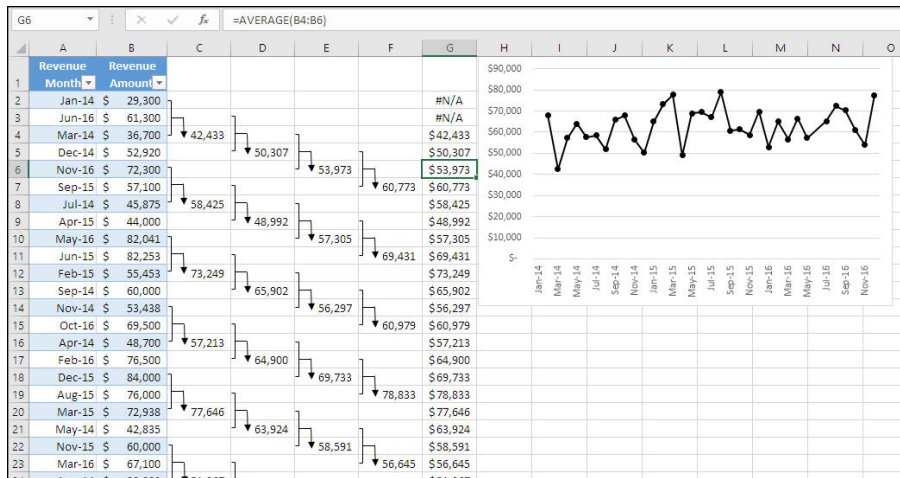 G6 fx =AVERAGE(B4:B6)
A B C D E F G H I J K L M N O
Revenue Revenue
1 Month Amount
2 Jan-14 $ 29,300 #N/A
3 Jun-16 $ 61,300 #N/A
4 Mar-14 $ 36,700 42,433 $42,433
5 Dec-14 $ 52,920 50,307 $50,307
6 Nov-16 $ 72,300 53,973 $53,973
7 Sep-15 $ 57,100 60,773 $60,773
8 Jul-14 $ 45,875 58,425 $58,425
9 Apr-15 $ 44,000 48,992 $48,992
10 May-16 $ 82,041 57,305 $57,305
11 Jun-15 $ 82,253 69,431 $69,431
12 Feb-15 $ 55,453 73,249 $73,249
13 Sep-14 $ 60,000 65,902 $65,902
14 Nov-14 $ 53,438 56,297 $56,297
15 Oct-16 $ 69,500 60,979 $60,979
16 Apr-14 $ 48,700 57,213 $57,213
17 Feb-16 $ 76,500 64,900 $64,900
18 Dec-15 $ 84,000 69,733 $69,733
19 Aug-15 $ 76,000 78,833 $78,833
20 Mar-15 $ 72,938 77,646 $77,646
21 May-14 $ 42,835 63,924 $63,924
22 Nov-15 $ 60,000 58,591 $58,591
23 Mar-16 $ 67,100 56,645 $56,645
$90,000
$80,000
$70,000
$60,000
$50,000
$40,000
$30,000
$20,000
$10,000
$-
Jan-14 Mar-14 May-14 Jul-14 Sep-14 Nov-14 Jan-15 Mar-15 May-15 Jul-15 Sep-15 Nov-15 Jan-16 Mar-16 May-16 Jul-16 Sep-16 Nov-16